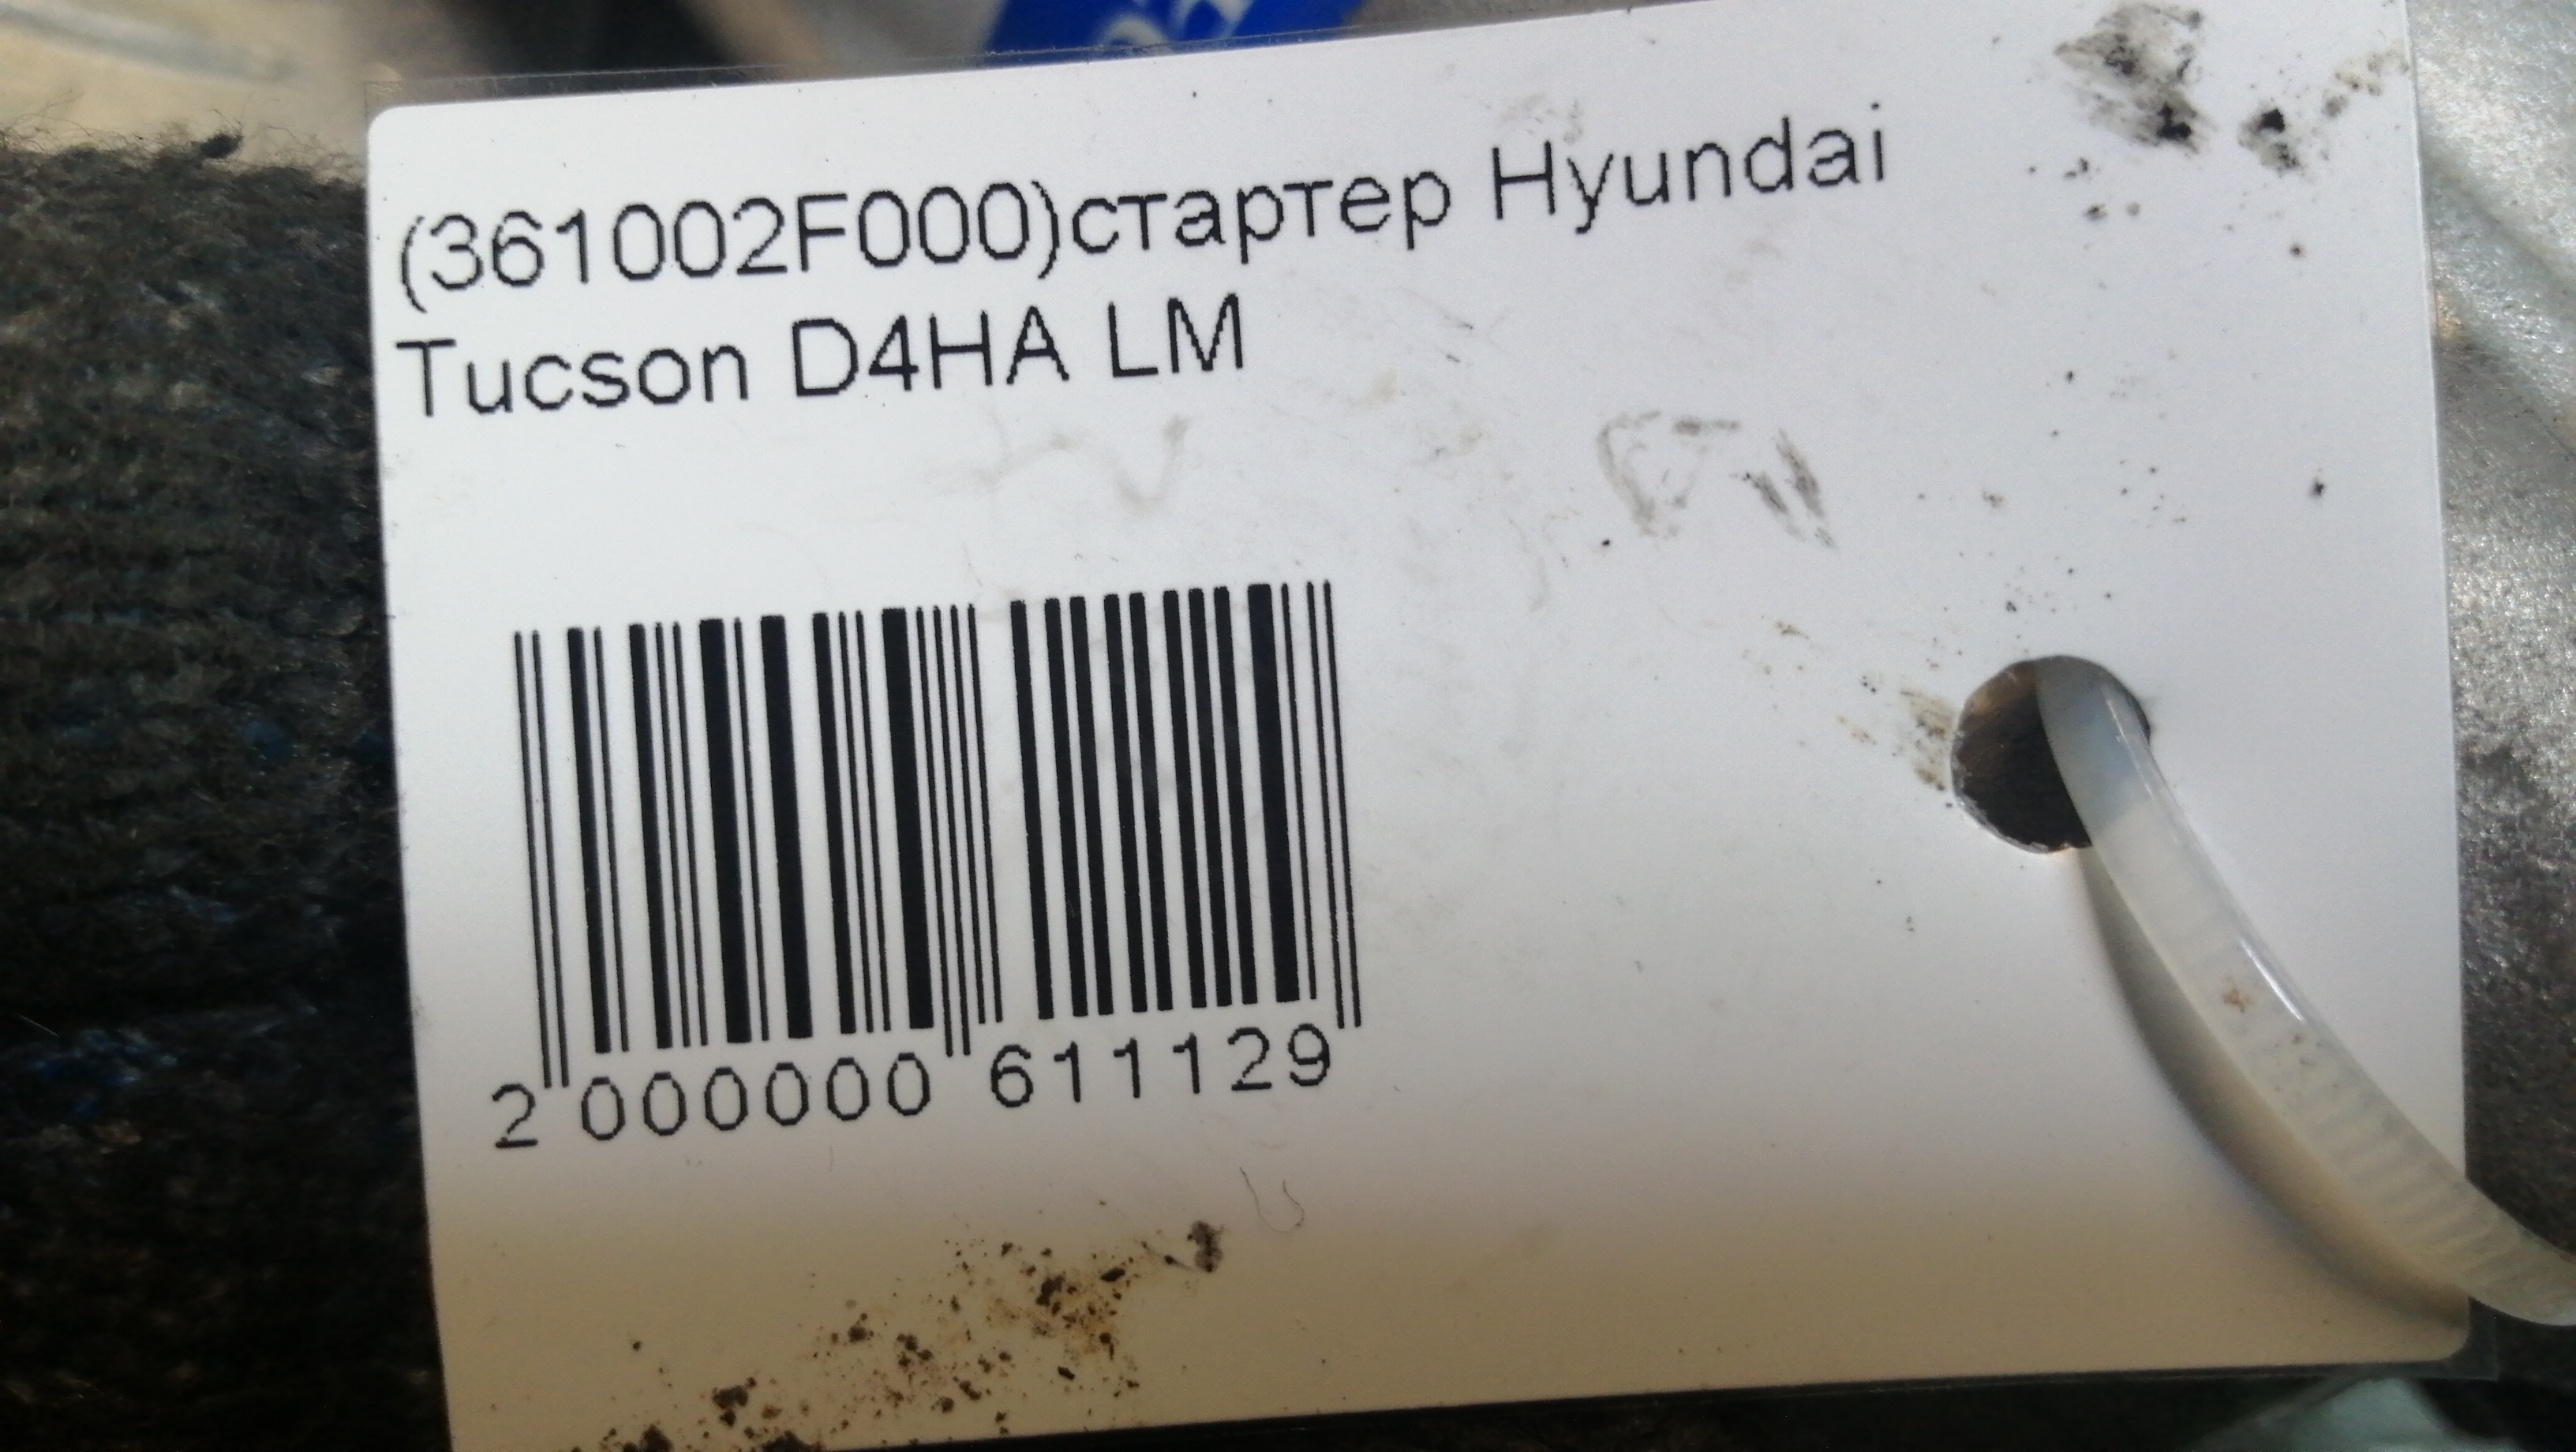 (361002F000)стартер Hyundai
Tucson D4HA LM
2 000000 611129